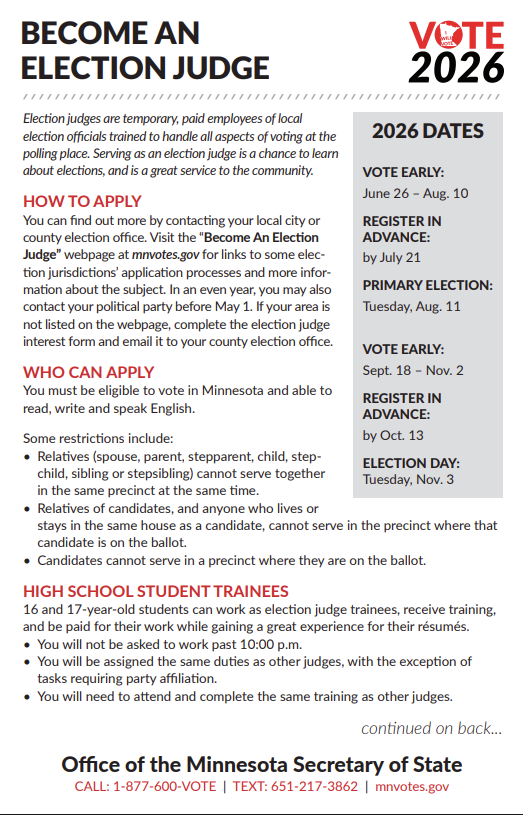 BECOME AN
ELECTION JUDGE
VOTE
I
WILL
VOTE
2026
Election judges are temporary, paid employees of local
election officials trained to handle all aspects of voting at the
polling place. Serving as an election judge is a chance to learn
about elections, and is a great service to the community.
HOW TO APPLY
You can find out more by contacting your local city or
county election office. Visit the “Become An Election
Judge” webpage at mnvotes.gov for links to some elec-
tion jurisdictions’ application processes and more infor-
mation about the subject. In an even year, you may also
contact your political party before May 1. If your area is
not listed on the webpage, complete the election judge
interest form and email it to your county election office.
WHO CAN APPLY
You must be eligible to vote in Minnesota and able to
read, write and speak English.
Some restrictions include:
• Relatives (spouse, parent, stepparent, child, step-
child, sibling or stepsibling) cannot serve together
in the same precinct at the same time.
• Relatives of candidates, and anyone who lives or
stays in the same house as a candidate, cannot serve in the precinct where that
candidate is on the ballot.
• Candidates cannot serve in a precinct where they are on the ballot.
2026 DATES
VOTE EARLY:
June 26 – Aug. 10
REGISTER IN
ADVANCE:
by July 21
PRIMARY ELECTION:
Tuesday, Aug. 11
VOTE EARLY:
Sept. 18 – Nov. 2
REGISTER IN
ADVANCE:
by Oct. 13
ELECTION DAY:
Tuesday, Nov. 3
HIGH SCHOOL STUDENT TRAINEES
16 and 17-year-old students can work as election judge trainees, receive training,
and be paid for their work while gaining a great experience for their résumés.
• You will not be asked to work past 10:00 p.m.
• You will be assigned the same duties as other judges, with the exception of
tasks requiring party affiliation.
• You will need to attend and complete the same training as other judges.
continued on back...
Office of the Minnesota Secretary of State
CALL: 1-877-600-VOTE | TEXT: 651-217-3862 | mnvotes.gov